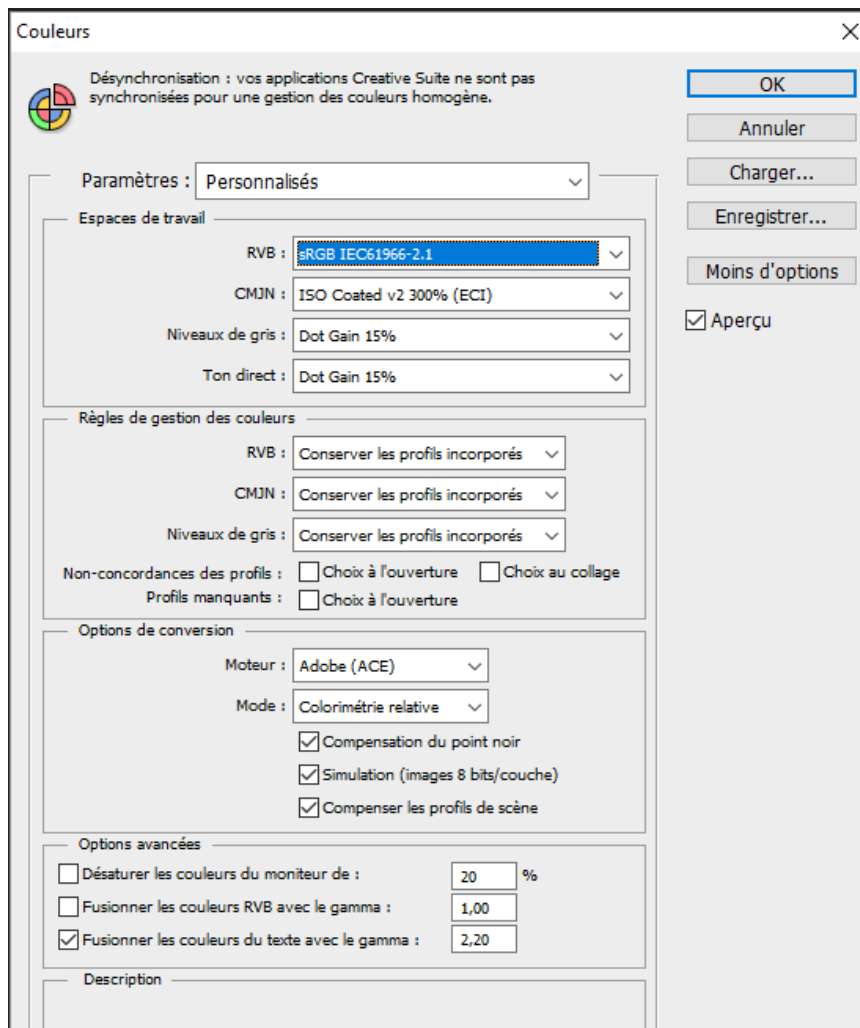 Couleurs
Désynchronisation : vos applications Creative Suite ne sont pas
synchronisées pour une gestion des couleurs homogène.
OK
Annuler
Charger...
Enregistrer...
Moins d'options
Aperçu
Paramètres : Personnalisés
Espaces de travail
RVB : sRGB IEC61966-2.1
CMJN : ISO Coated v2 300% (ECI)
Niveaux de gris : Dot Gain 15%
Ton direct : Dot Gain 15%
Règles de gestion des couleurs
RVB : Conserver les profils incorporés
CMJN : Conserver les profils incorporés
Niveaux de gris : Conserver les profils incorporés
Non-concordances des profils : Choix à l'ouverture Choix au collage
Profils manquants : Choix à l'ouverture
Options de conversion
Moteur : Adobe (ACE)
Mode : Colorimétrie relative
Compensation du point noir
Simulation (images 8 bits/couche)
Compenser les profils de scène
Options avancées
Désaturer les couleurs du moniteur de : 20 %
Fusionner les couleurs RVB avec le gamma : 1,00
Fusionner les couleurs du texte avec le gamma : 2,20
Description